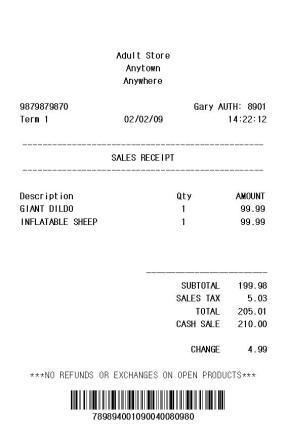 Adult Store
Anytown
Anywhere
9879879870 Gary AUTH: 8901
Term 1 02/02/09 14:22:12
SALES RECEIPT
Description Qty AMOUNT
GIANT DILDO 1 99.99
INFLATABLE SHEEP 1 99.99
SUBTOTAL 199.98
SALES TAX 5.03
TOTAL 205.01
CASH SALE 210.00
CHANGE 4.99
***NO REFUNDS OR EXCHANGES ON OPEN PRODUCTS***
789894001090040080980